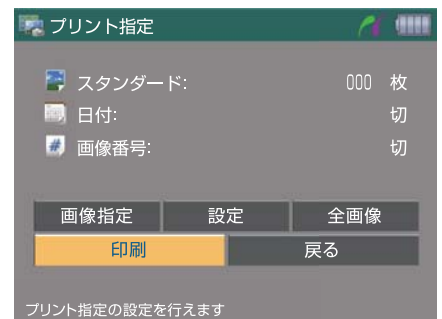 プリント指定
スタンダード: 000 枚
日付: 切
# 画像番号: 切
画像指定 設定 全画像
印刷 戻る
プリント指定の設定を行えます